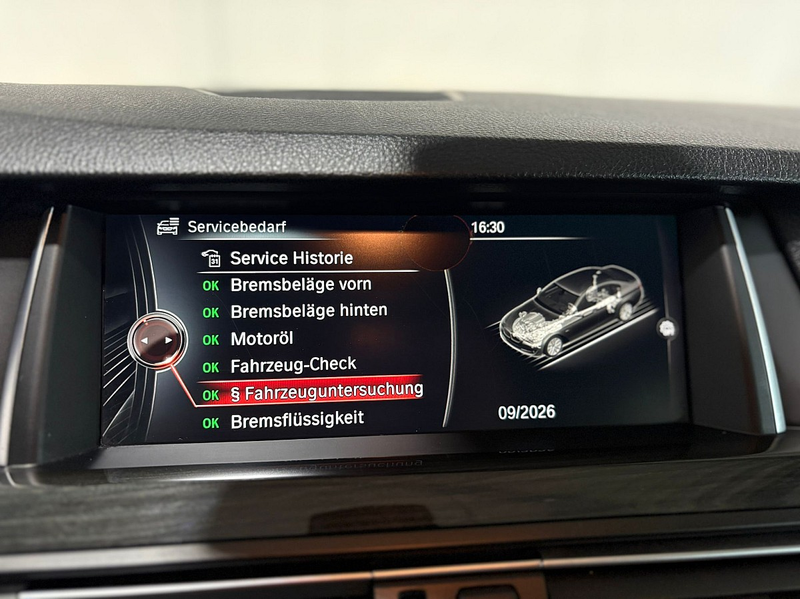 Servicebedarf
16:30
31
Service Historie
OK Bremsbeläge vorn
OK Bremsbeläge hinten
OK Motoröl
OK Fahrzeug-Check
OK § Fahrzeuguntersuchung
OK Bremsflüssigkeit
09/2026